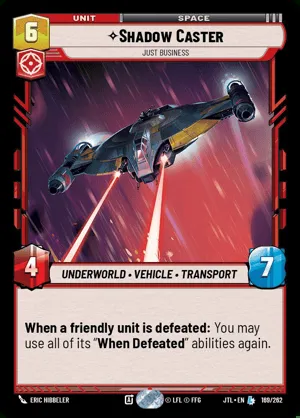 6
UNIT
SPACE
SHADOW CASTER
JUST BUSINESS
4
7
UNDERWORLD • VEHICLE • TRANSPORT
When a friendly unit is defeated: You may
use all of its “When Defeated” abilities again.
ERIC HIBBELER
© LFL © FFG
JTL • EN
189/262